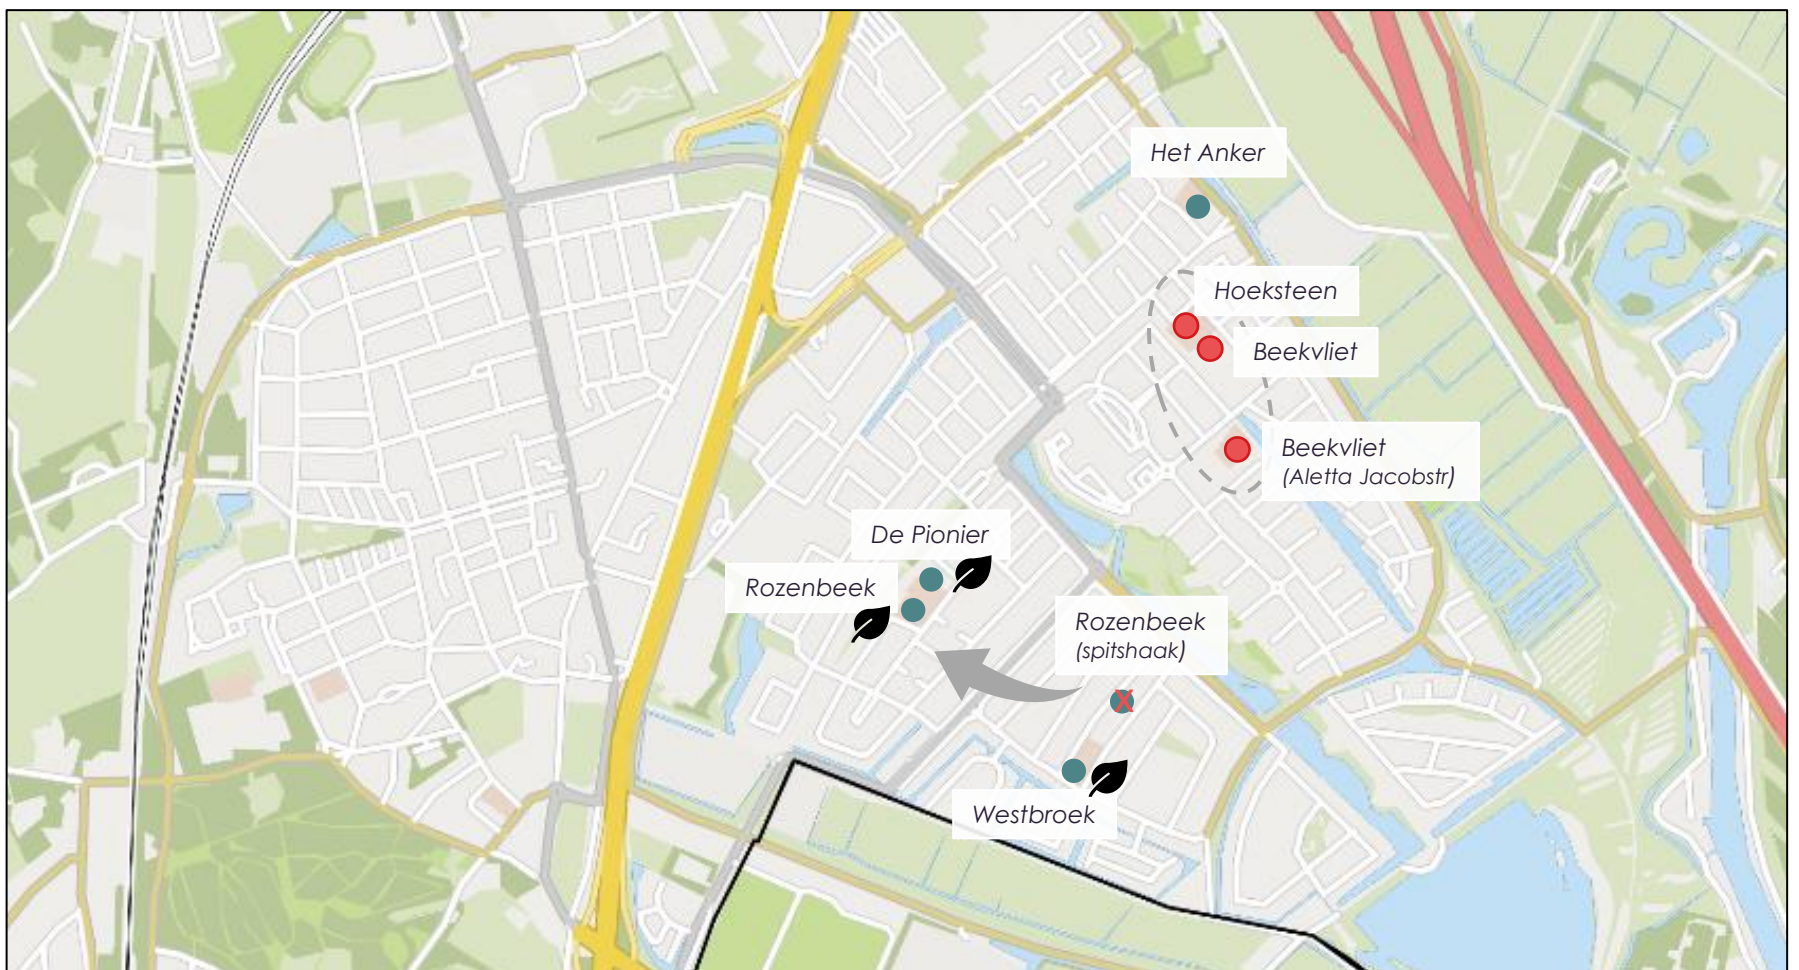 Het Anker
Hoeksteen
Beekvliet
Beekvliet
(Aletta Jacobstr)
De Pionier
Rozenbeek
Rozenbeek
(spitshaak)
X
Westbroek